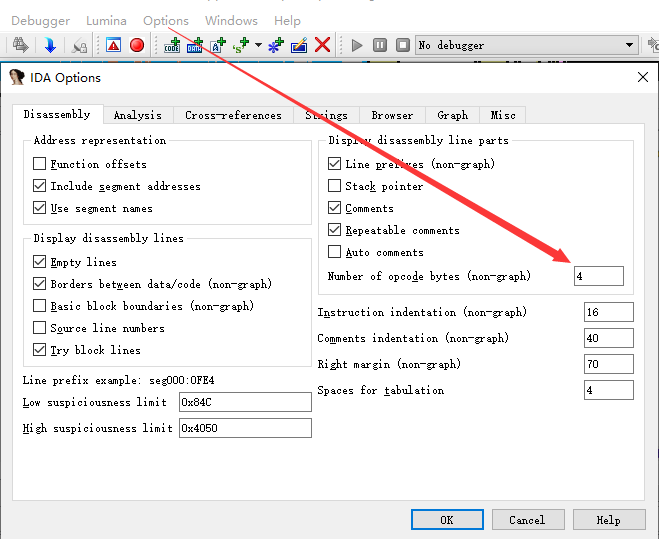 Debugger Lumina Options Windows Help
CODE DATA A s
No debugger
IDA Options
Disassembly Analysis Cross-references Strings Browser Graph Misc
Address representation
Function offsets
Include segment addresses
Use segment names
Display disassembly lines
Empty lines
Borders between data/code (non-graph)
Basic block boundaries (non-graph)
Source line numbers
Try block lines
Line prefix example: seg000:0FE4
Low suspiciousness limit 0x84C
High suspiciousness limit 0x4050
Display disassembly line parts
Line prefixes (non-graph)
Stack pointer
Comments
Repeatable comments
Auto comments
Number of opcode bytes (non-graph) 4
Instruction indentation (non-graph) 16
Comments indentation (non-graph) 40
Right margin (non-graph) 70
Spaces for tabulation 4
OK Cancel Help